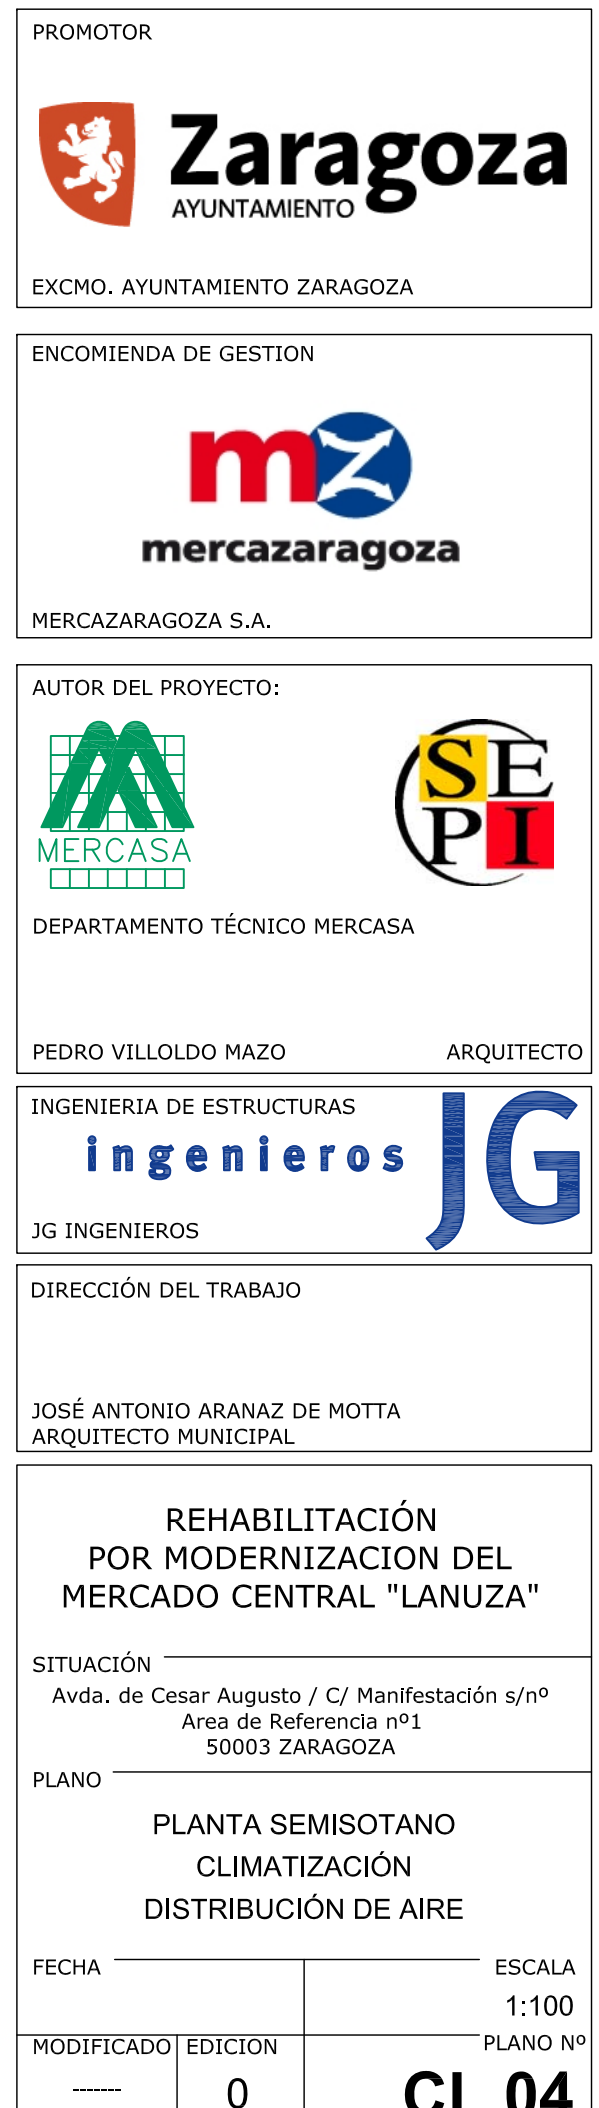 PROMOTOR
Zaragoza
AYUNTAMIENTO
EXCMO. AYUNTAMIENTO ZARAGOZA
ENCOMIENDA DE GESTION
mz
mercazaragoza
MERCAZARAGOZA S.A.
AUTOR DEL PROYECTO:
MERCASA
SEPI
DEPARTAMENTO TÉCNICO MERCASA
PEDRO VILLOLDO MAZO ARQUITECTO
INGENIERIA DE ESTRUCTURAS
ingenieros JG
JG INGENIEROS
DIRECCIÓN DEL TRABAJO
JOSÉ ANTONIO ARANAZ DE MOTTA
ARQUITECTO MUNICIPAL
REHABILITACIÓN
POR MODERNIZACION DEL
MERCADO CENTRAL "LANUZA"
SITUACIÓN
Avda. de Cesar Augusto / C/ Manifestación s/nº
Area de Referencia nº1
50003 ZARAGOZA
PLANO
PLANTA SEMISOTANO
CLIMATIZACIÓN
DISTRIBUCIÓN DE AIRE
FECHA ESCALA
1:100
MODIFICADO EDICION PLANO Nº
------- 0 CL 04